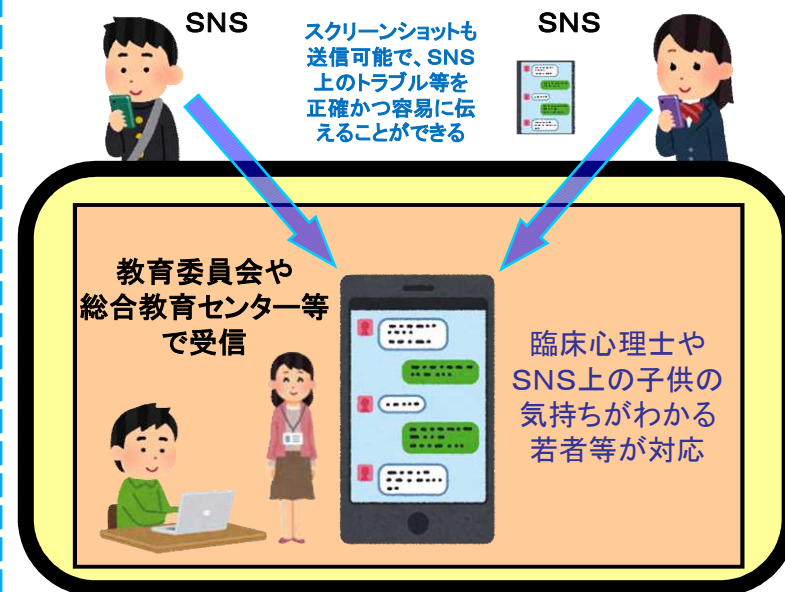 SNS
スクリーンショットも
送信可能で、SNS
上のトラブル等を
正確かつ容易に伝
えることができる
SNS
教育委員会や
総合教育センター等
で受信
臨床心理士や
SNS上の子供の
気持ちがわかる
若者等が対応